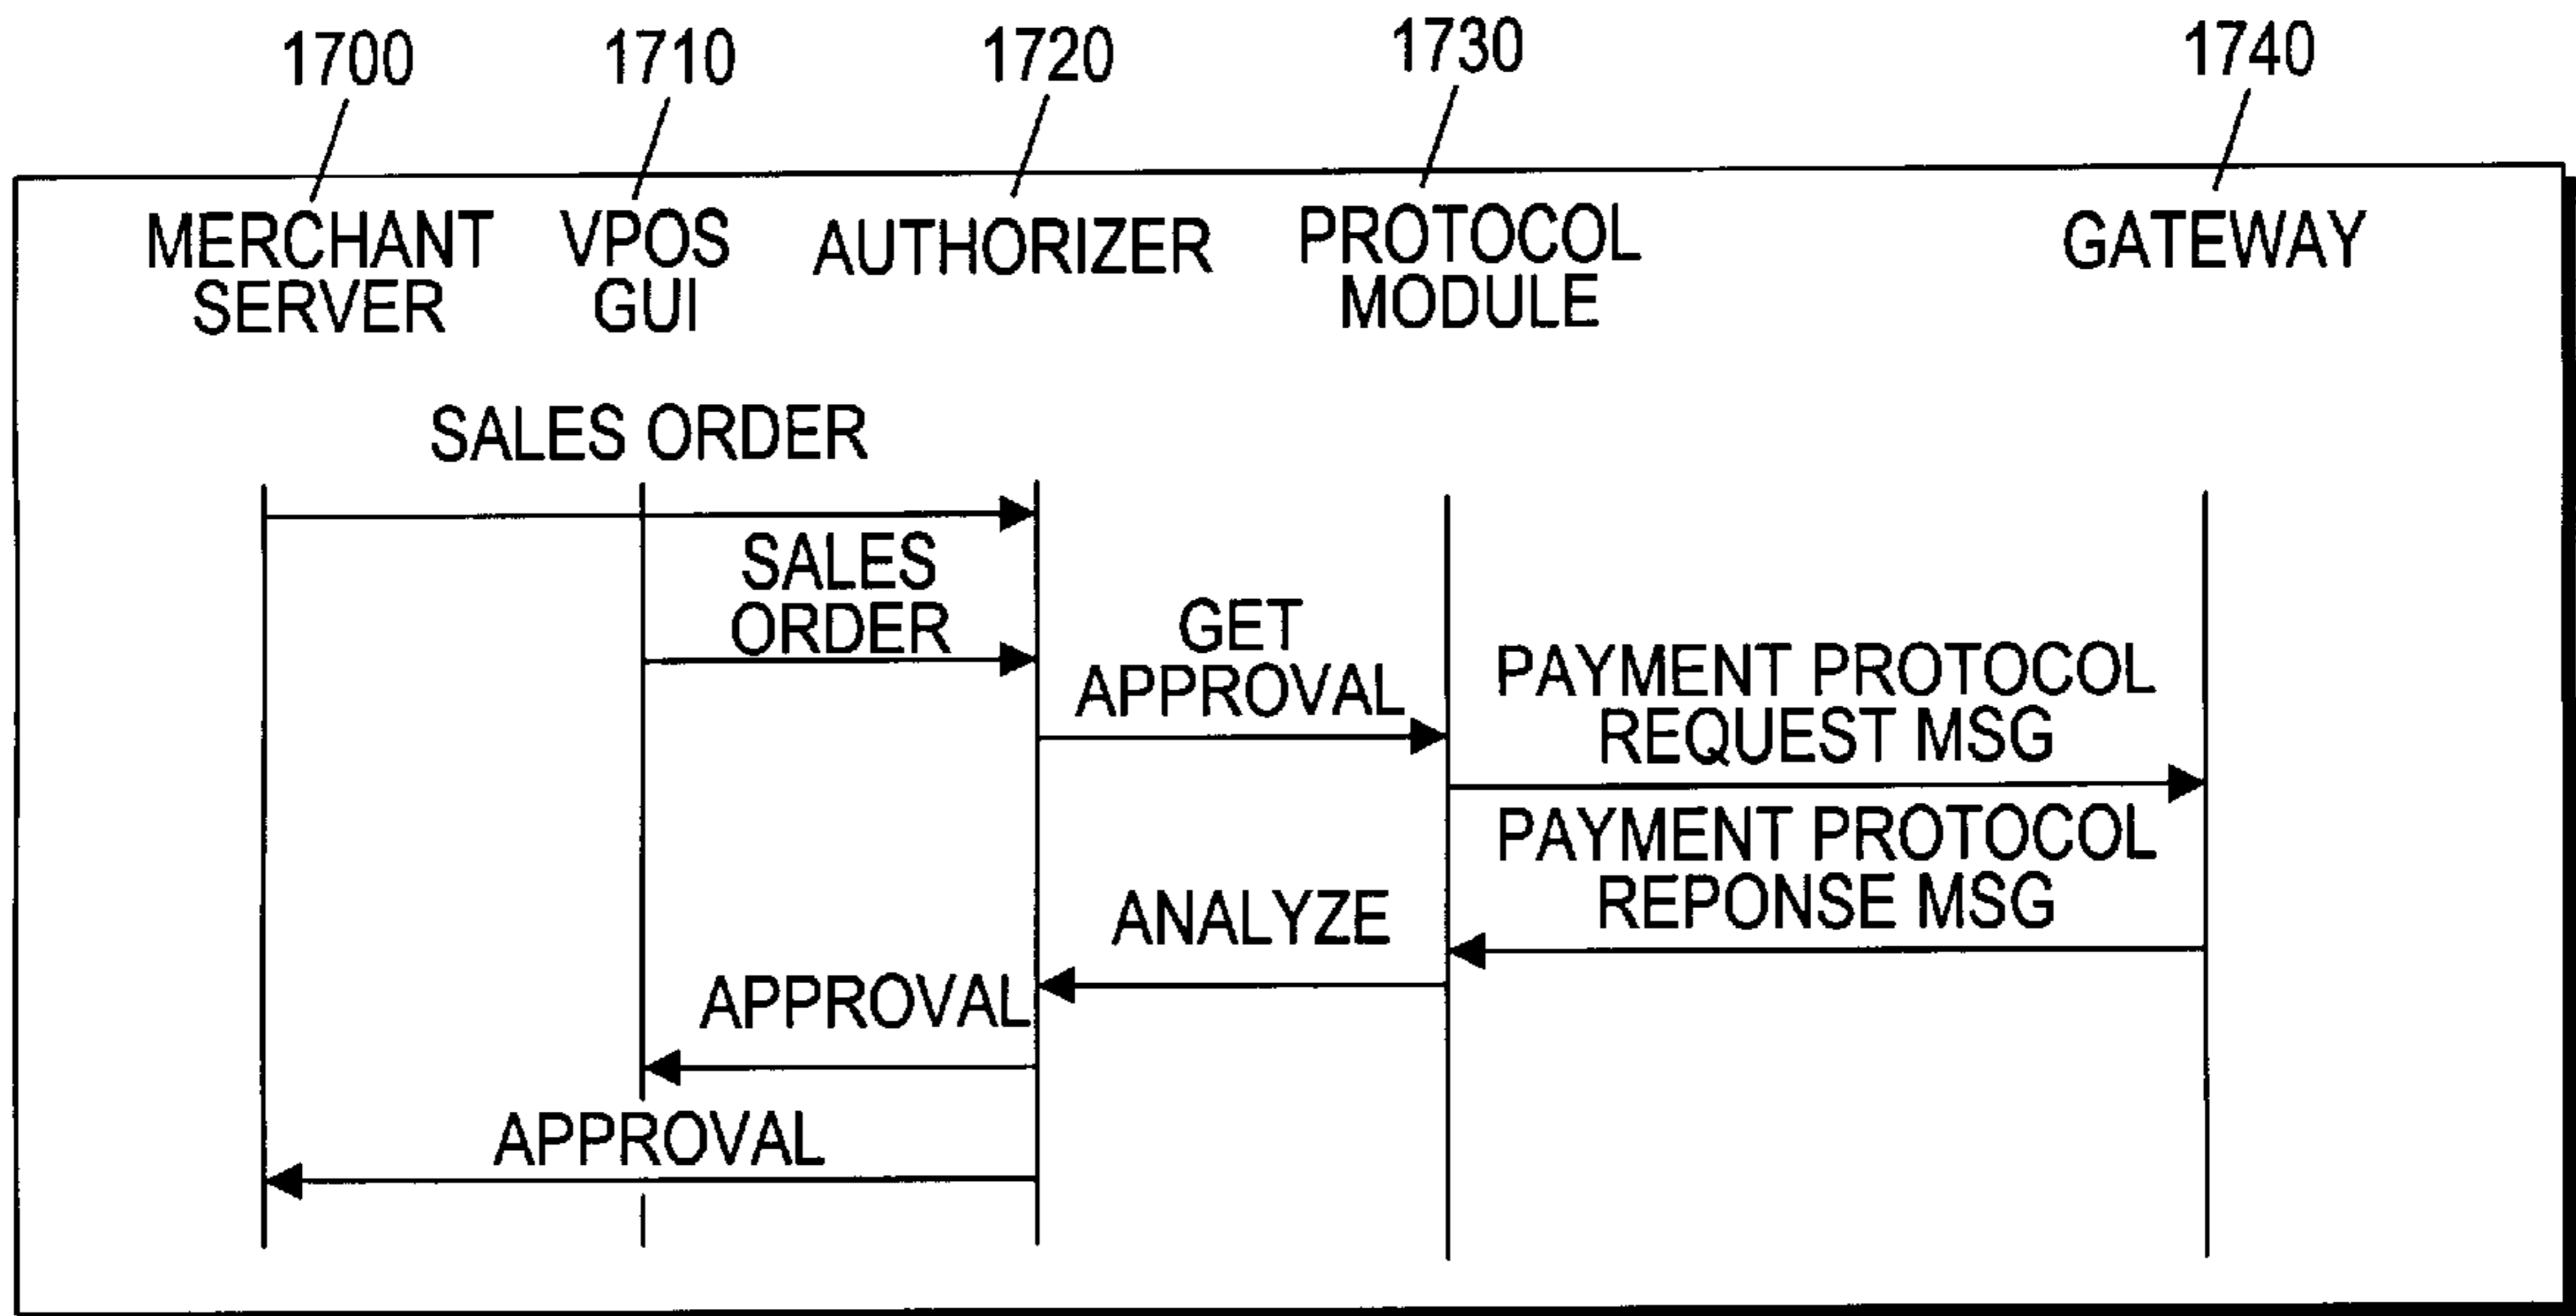 1700
1710
1720
1730
1740
MERCHANT
SERVER
VPOS
GUI
AUTHORIZER
PROTOCOL
MODULE
GATEWAY
SALES ORDER
SALES
ORDER
GET
APPROVAL
PAYMENT PROTOCOL
REQUEST MSG
PAYMENT PROTOCOL
REPONSE MSG
ANALYZE
APPROVAL
APPROVAL